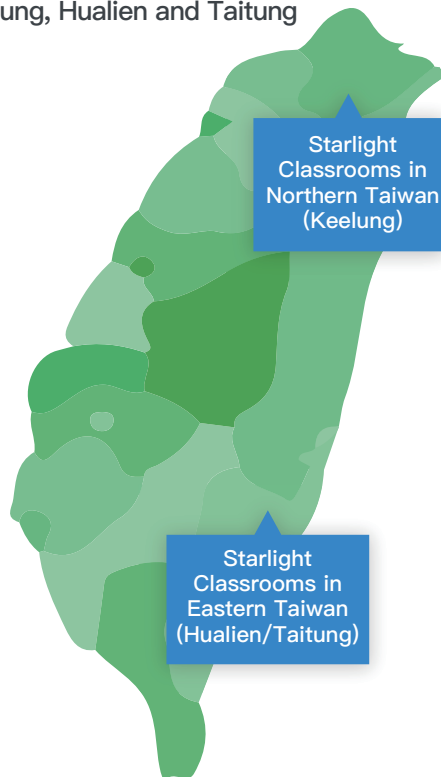 ung, Hualien and Taitung
Starlight
Classrooms in
Northern Taiwan
(Keelung)
Starlight
Classrooms in
Eastern Taiwan
(Hualien/Taitung)